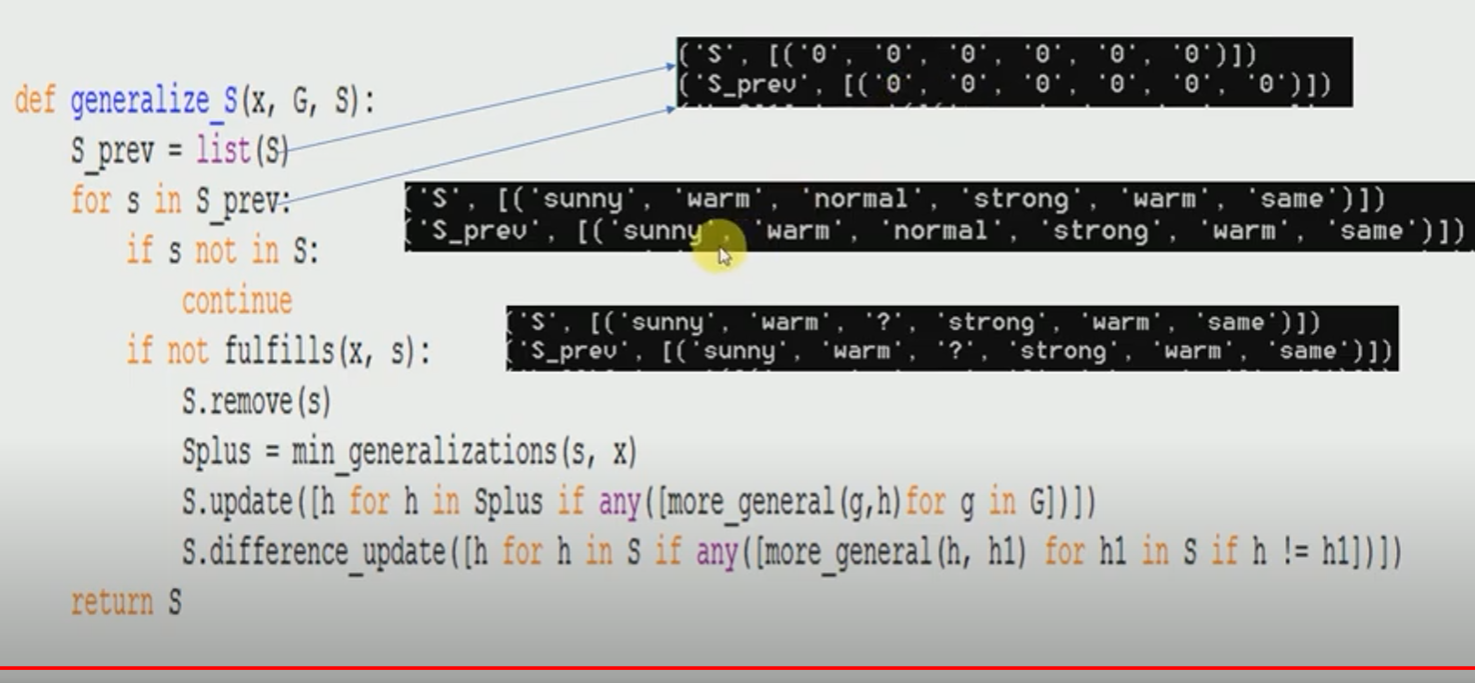 def generalize_S(x, G, S):
S_prev = list(S)
for s in S_prev:
if s not in S:
continue
if not fulfills(x, s):
S.remove(s)
Splus = min_generalizations(s, x)
S.update([h for h in Splus if any([more_general(g,h)for g in G])])
S.difference_update([h for h in S if any([more_general(h, h1) for h1 in S if h != h1])])
return S
('S', [('0', '0', '0', '0', '0', '0')])
('S_prev', [('0', '0', '0', '0', '0', '0')])
('S', [('sunny', 'warm', 'normal', 'strong', 'warm', 'same')])
('S_prev', [('sunny', 'warm', 'normal', 'strong', 'warm', 'same')])
('S', [('sunny', 'warm', '?', 'strong', 'warm', 'same')])
('S_prev', [('sunny', 'warm', '?', 'strong', 'warm', 'same')])